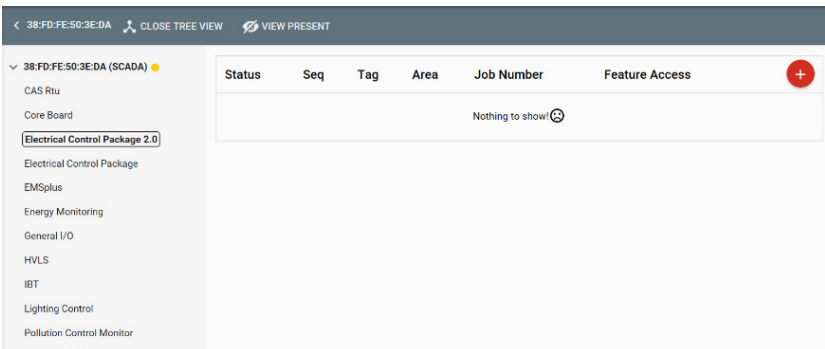 38:FD:FE:50:3E:DA CLOSE TREE VIEW VIEW PRESENT
38:FD:FE:50:3E:DA (SCADA)
CAS Rtu
Core Board
Electrical Control Package 2.0
Electrical Control Package
EMSplus
Energy Monitoring
General I/O
HVLS
IBT
Lighting Control
Pollution Control Monitor
Status Seq Tag Area Job Number Feature Access
Nothing to show!